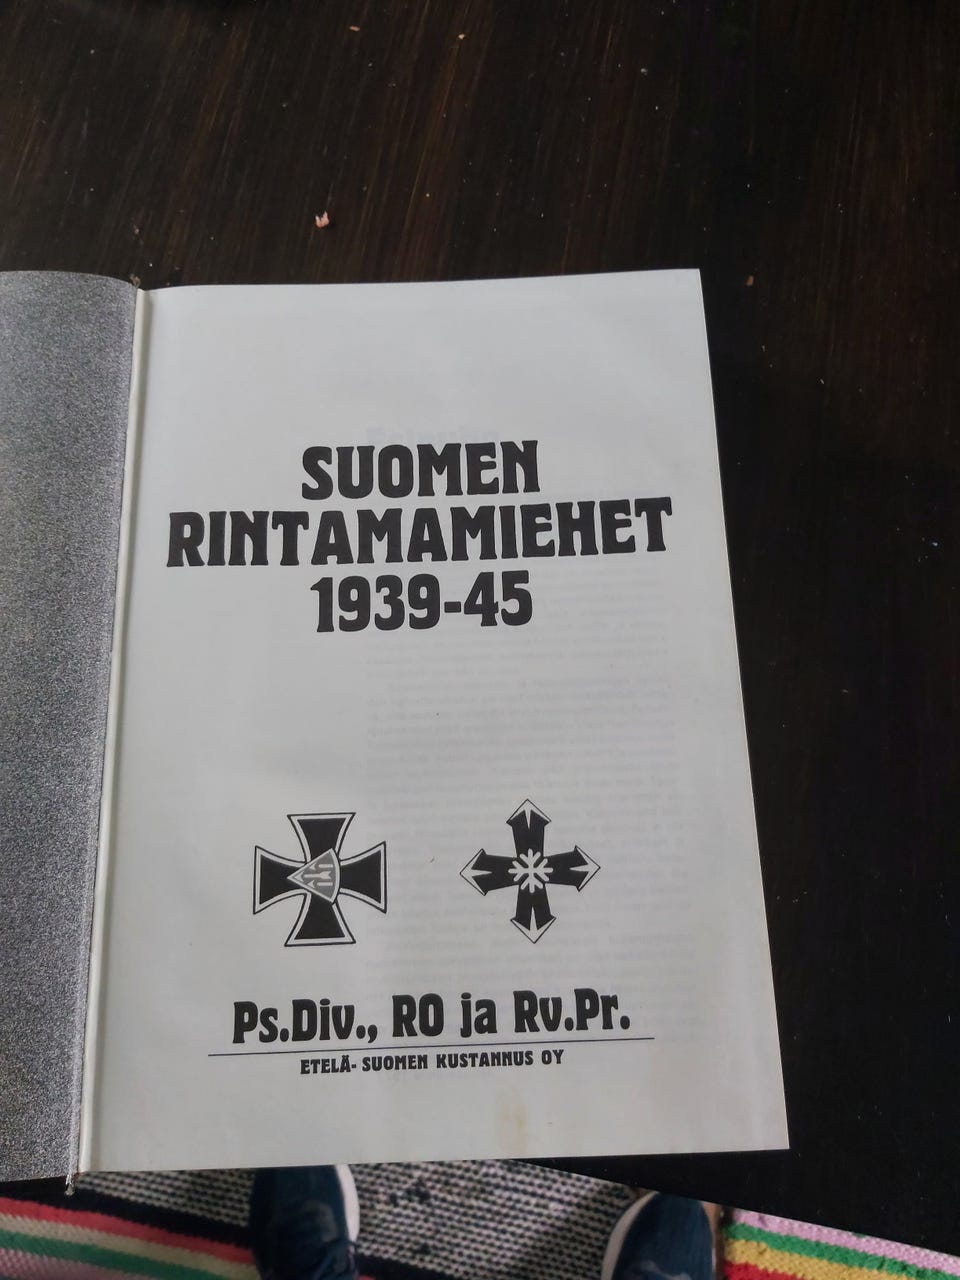 SUOMEN
RINTAMAMIEHET
1939-45
Ps.Div., RO ja Rv.Pr.
ETELÄ- SUOMEN KUSTANNUS OY